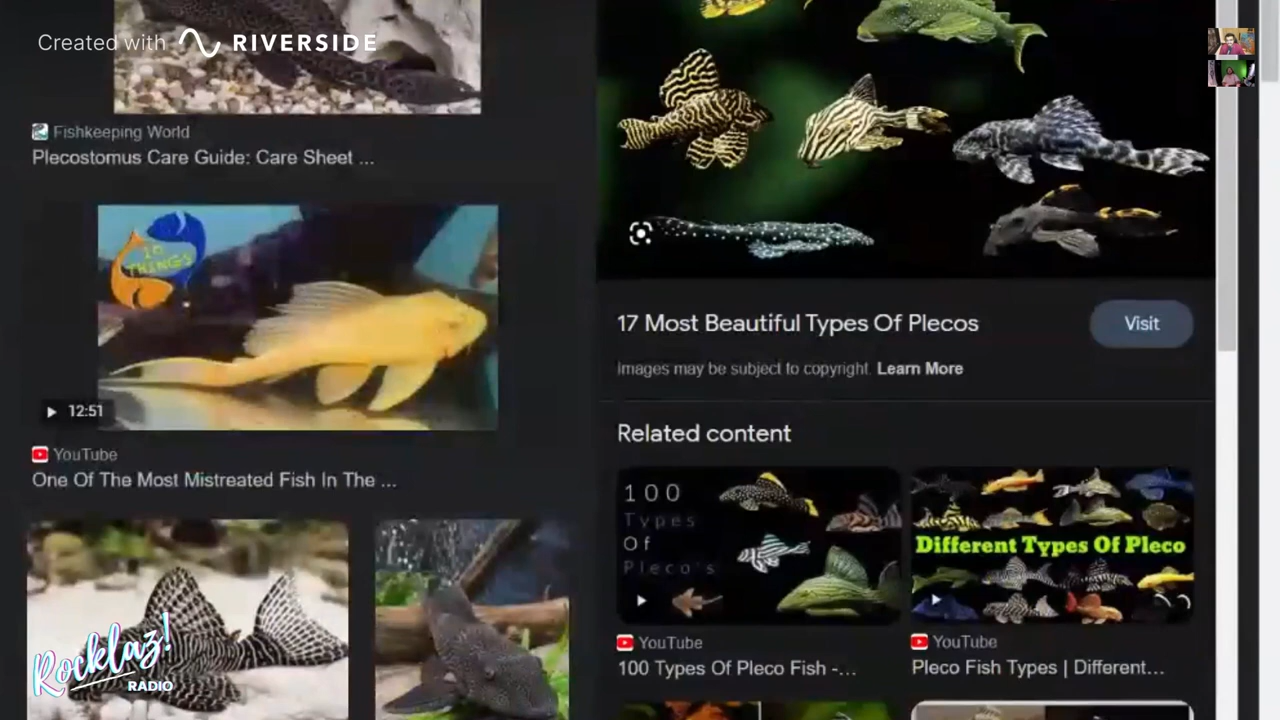 Created with RIVERSIDE
Fishkeeping World
Plecostomus Care Guide: Care Sheet ...
10
THINGS
12:51
YouTube
One Of The Most Mistreated Fish In The ...
Rocklaz!
RADIO
17 Most Beautiful Types Of Plecos
Visit
Images may be subject to copyright. Learn More
Related content
100
Types
Of
Pleco's
YouTube
100 Types Of Pleco Fish -...
Different Types Of Pleco
YouTube
Pleco Fish Types | Different...